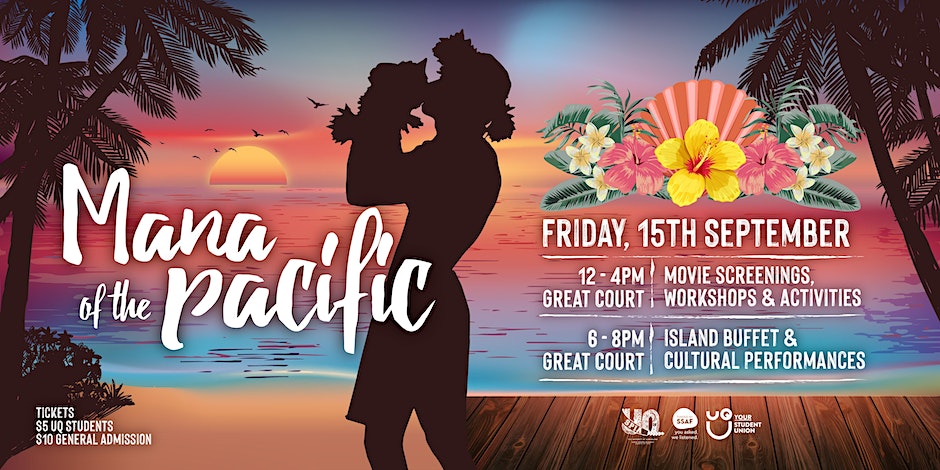 Mana
of the pacific
FRIDAY, 15TH SEPTEMBER
12 - 4PM
GREAT COURT
MOVIE SCREENINGS,
WORKSHOPS & ACTIVITIES
6 - 8PM
GREAT COURT
ISLAND BUFFET &
CULTURAL PERFORMANCES
TICKETS
$5 UQ STUDENTS
$10 GENERAL ADMISSION
UQ
SSAF
you asked.
we listened.
UQ
YOUR
STUDENT
UNION